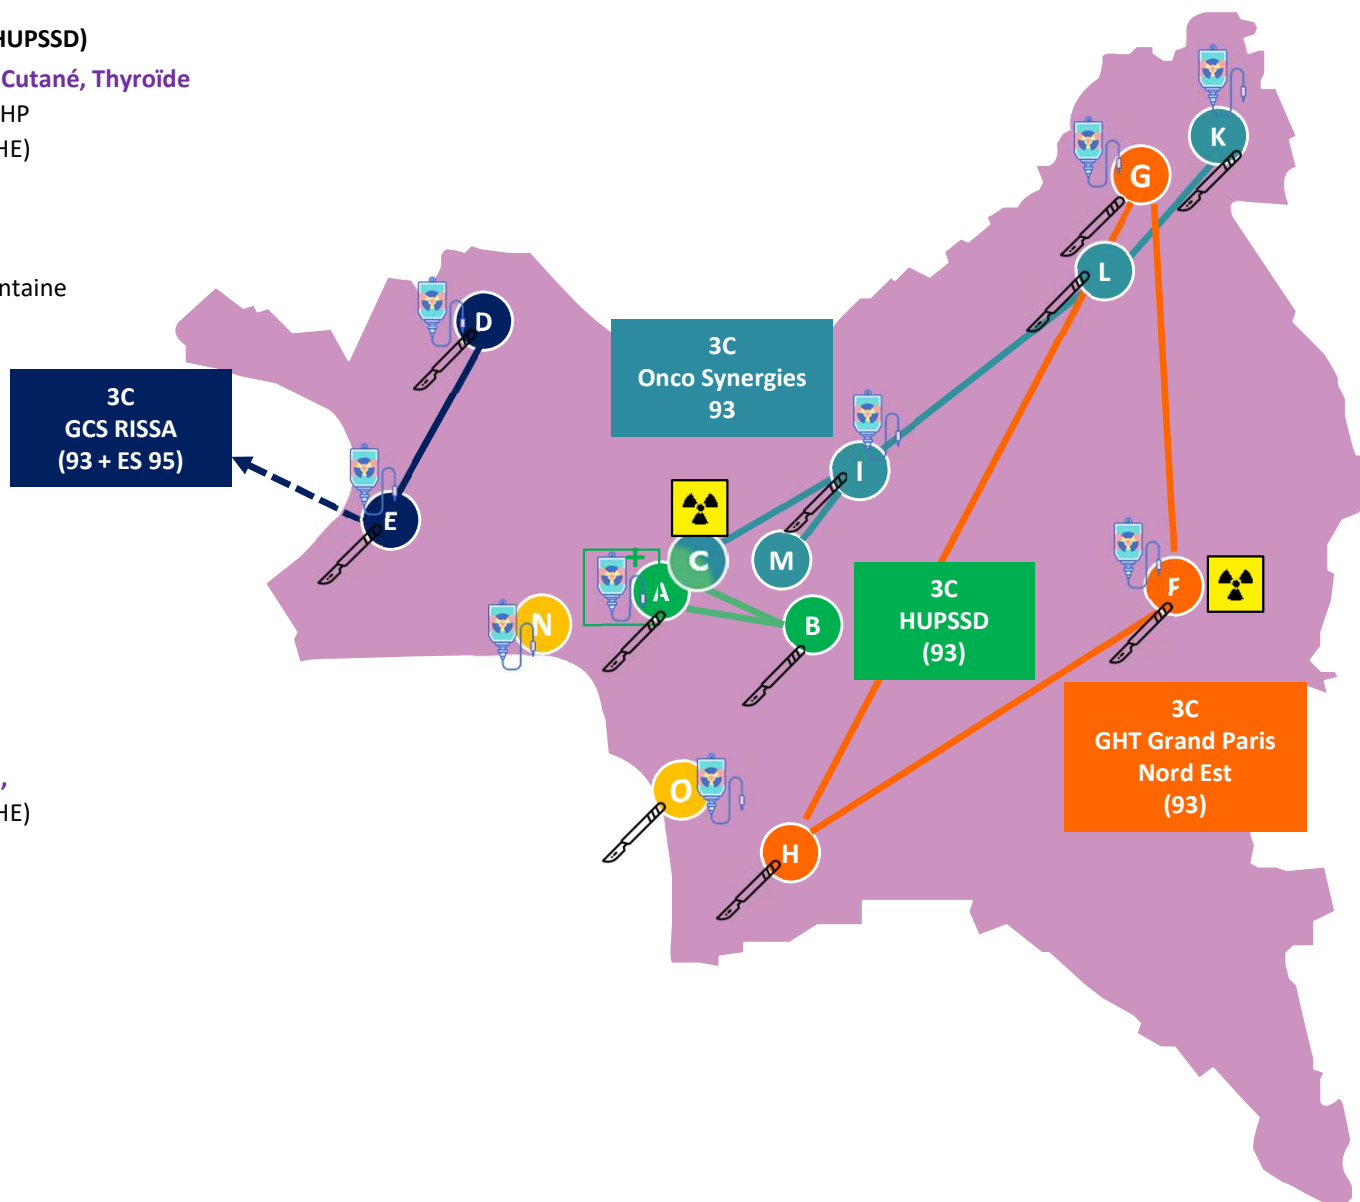 HUPSSD)
Cutané, Thyroïde
HP
HE)
ntaine
,
HE)
3C
GCS RISSA
(93 + ES 95)
3C
Onco Synergies
93
3C
HUPSSD
(93)
3C
GHT Grand Paris
Nord Est
(93)
K
G
L
D
I
E
C
M
A
F
B
N
O
H
+